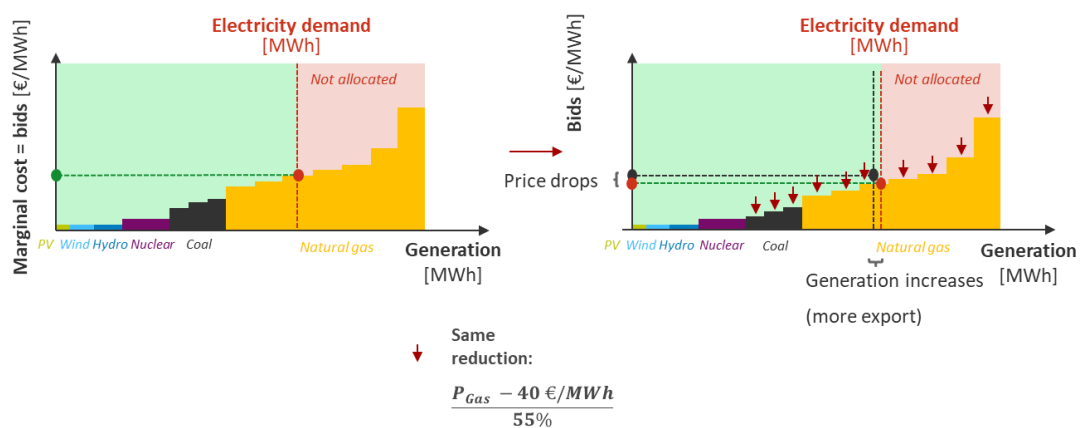 Electricity demand
[MWh]
Marginal cost = bids [€/MWh]
Not allocated
PV Wind Hydro Nuclear Coal Natural gas
Generation
[MWh]
Electricity demand
[MWh]
Bids [€/MWh]
Not allocated
Price drops
PV Wind Hydro Nuclear Coal Natural gas
Generation
[MWh]
Generation increases
(more export)
Same
reduction:
P_Gas − 40 €/MWh
55%